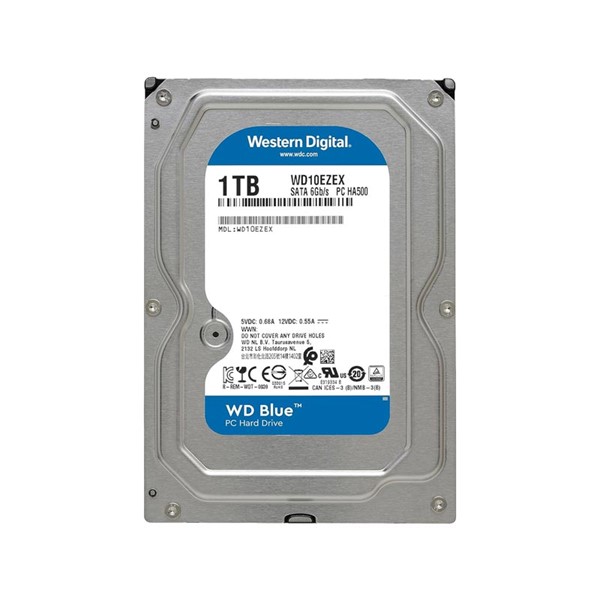 Western Digital.
www.wdc.com
1TB
WD10EZEX
SATA 6Gb/s PC HA500
MDL: WD10EZEX
5VDC: 0.68A 12VDC: 0.55A
WWN:
DO NOT COVER ANY DRIVE HOLES
WD NL B.V. Taurusavenue 5,
2132 LS Hoofddorp NL
CAN ICES-3 (B)/NMB-3(B)
WD Blue™
PC Hard Drive